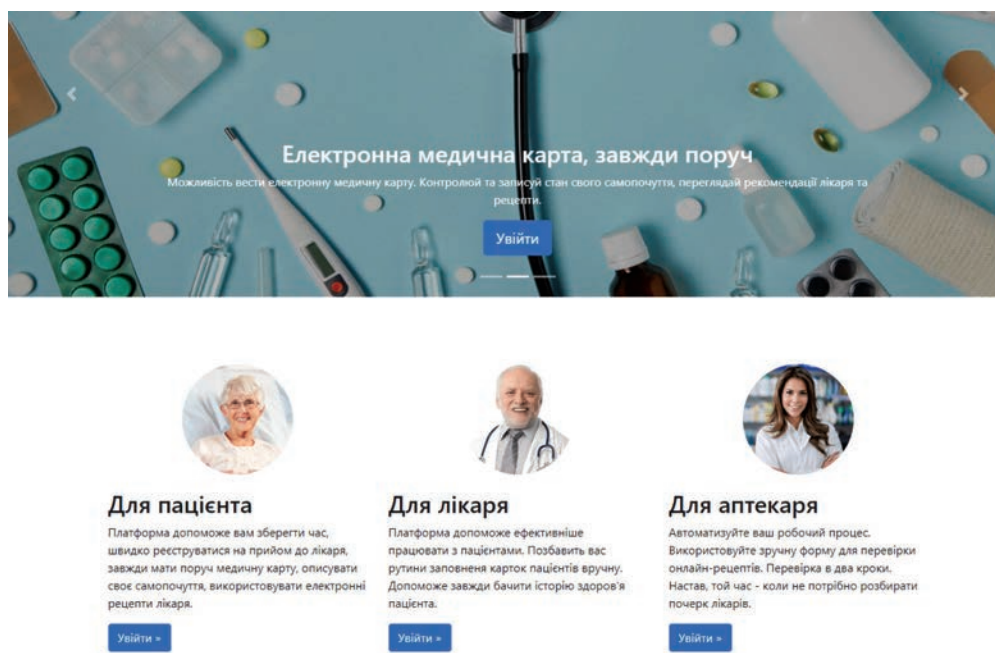 Електронна медична карта, завжди поруч
Можливість вести електронну медичну карту. Контролюй та записуй стан свого самопочуття, переглядай рекомендації лікаря та
рецепти.
Увійти
Для пацієнта
Платформа допоможе вам зберегти час,
швидко реєструватися на прийом до лікаря,
завжди мати поруч медичну карту, описувати
своє самопочуття, використовувати електронні
рецепти лікаря.
Увійти »
Для лікаря
Платформа допоможе ефективніше
працювати з пацієнтами. Позбавить вас
рутини заповненя карток пацієнтів вручну.
Допоможе завжди бачити історію здоров'я
пацієнта.
Увійти »
Для аптекаря
Автоматизуйте ваш робочий процес.
Використовуйте зручну форму для перевірки
онлайн-рецептів. Перевірка в два кроки.
Настав, той час - коли не потрібно розбирати
почерк лікарів.
Увійти »